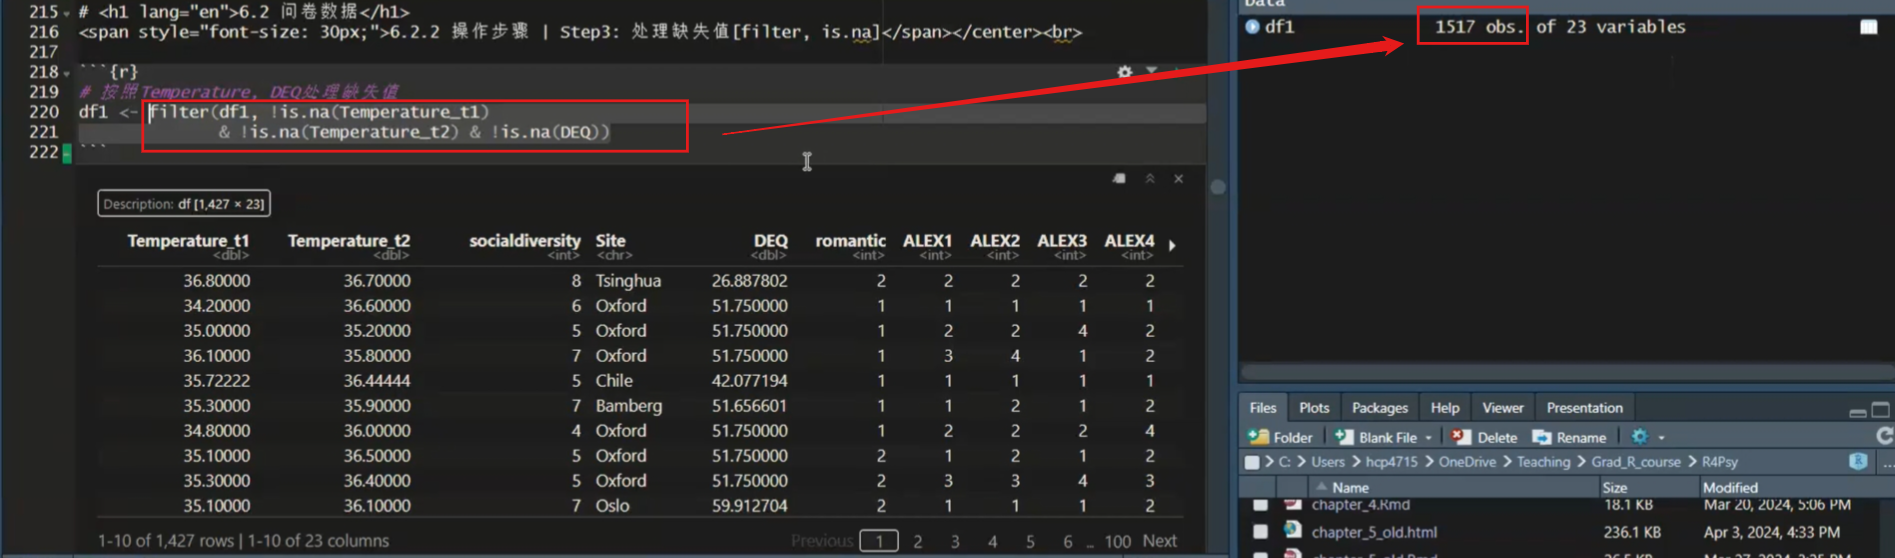 215 # <h1 lang="en">6.2 问卷数据</h1>
216 <span style="font-size: 30px;">6.2.2 操作步骤 | Step3: 处理缺失值[filter, is.na]</span></center><br>
217
218 ```{r}
219 # 按照Temperature, DEQ处理缺失值
220 df1 <- filter(df1, !is.na(Temperature_t1)
221 & !is.na(Temperature_t2) & !is.na(DEQ))
222 ```
Description: df [1,427 × 23]
Temperature_t1 Temperature_t2 socialdiversity Site DEQ romantic ALEX1 ALEX2 ALEX3 ALEX4
<dbl> <dbl> <int> <chr> <dbl> <int> <int> <int> <int> <int>
36.80000 36.70000 8 Tsinghua 26.887802 2 2 2 2 2
34.20000 36.60000 6 Oxford 51.750000 1 1 1 1 1
35.00000 35.20000 5 Oxford 51.750000 1 2 2 4 2
36.10000 35.80000 7 Oxford 51.750000 1 3 4 1 2
35.72222 36.44444 5 Chile 42.077194 1 1 1 1 1
35.30000 35.90000 7 Bamberg 51.656601 1 1 2 1 2
34.80000 36.00000 4 Oxford 51.750000 1 2 2 2 4
35.10000 36.50000 5 Oxford 51.750000 2 1 2 1 2
35.30000 36.40000 5 Oxford 51.750000 2 3 3 4 3
35.10000 36.10000 7 Oslo 59.912704 2 1 1 1 2
1-10 of 1,427 rows | 1-10 of 23 columns
Previous 1 2 3 4 5 6 ... 100 Next
Data
df1 1517 obs. of 23 variables
Files Plots Packages Help Viewer Presentation
Folder Blank File Delete Rename
C: Users hcp4715 OneDrive Teaching Grad_R_course R4Psy
Name Size Modified
chapter_4.Rmd 18.1 KB Mar 20, 2024, 5:06 PM
chapter_5_old.html 236.1 KB Apr 3, 2024, 4:33 PM